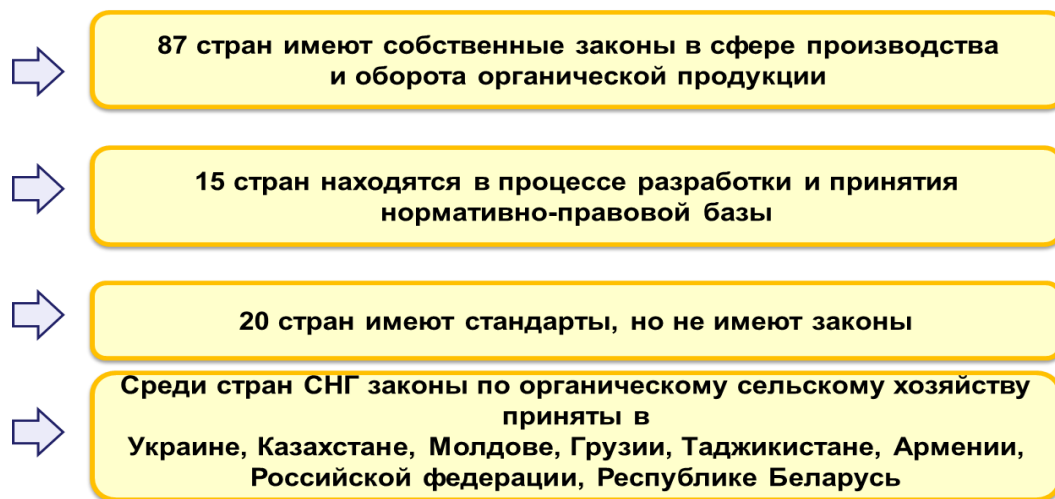 87 стран имеют собственные законы в сфере производства
и оборота органической продукции
15 стран находятся в процессе разработки и принятия
нормативно-правовой базы
20 стран имеют стандарты, но не имеют законы
Среди стран СНГ законы по органическому сельскому хозяйству
приняты в
Украине, Казахстане, Молдове, Грузии, Таджикистане, Армении,
Российской федерации, Республике Беларусь